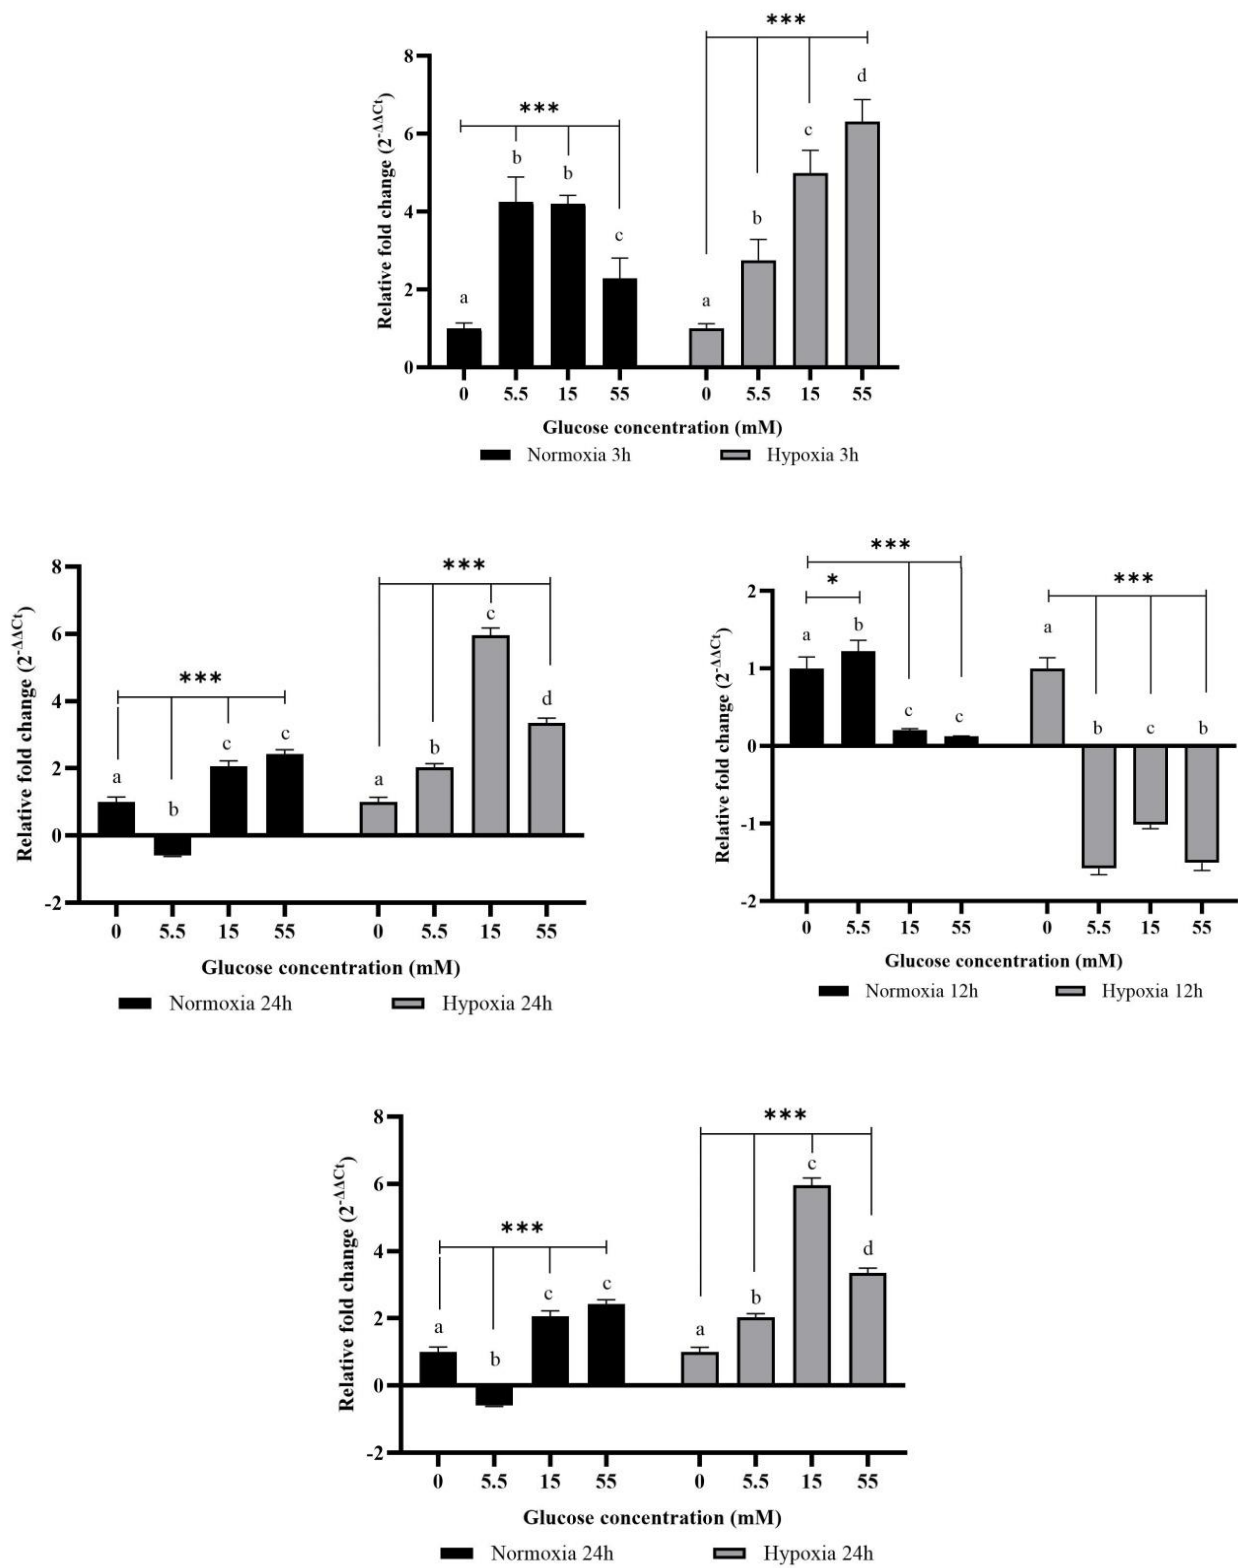 ***
***
8
6
4
2
0
Relative fold change (2^-ΔΔCt)
a
b
b
c
a
b
c
d
0 5.5 15 55 0 5.5 15 55
Glucose concentration (mM)
Normoxia 3h Hypoxia 3h
8
6
4
2
0
-2
Relative fold change (2^-ΔΔCt)
***
***
a
b
c
c
a
b
c
d
0 5.5 15 55 0 5.5 15 55
Glucose concentration (mM)
Normoxia 24h Hypoxia 24h
2
1
0
-1
-2
Relative fold change (2^-ΔΔCt)
***
*
***
a
b
c
c
a
b
c
b
0 5.5 15 55 0 5.5 15 55
Glucose concentration (mM)
Normoxia 12h Hypoxia 12h
8
6
4
2
0
-2
Relative fold change (2^-ΔΔCt)
***
***
a
b
c
c
a
b
c
d
0 5.5 15 55 0 5.5 15 55
Glucose concentration (mM)
Normoxia 24h Hypoxia 24h